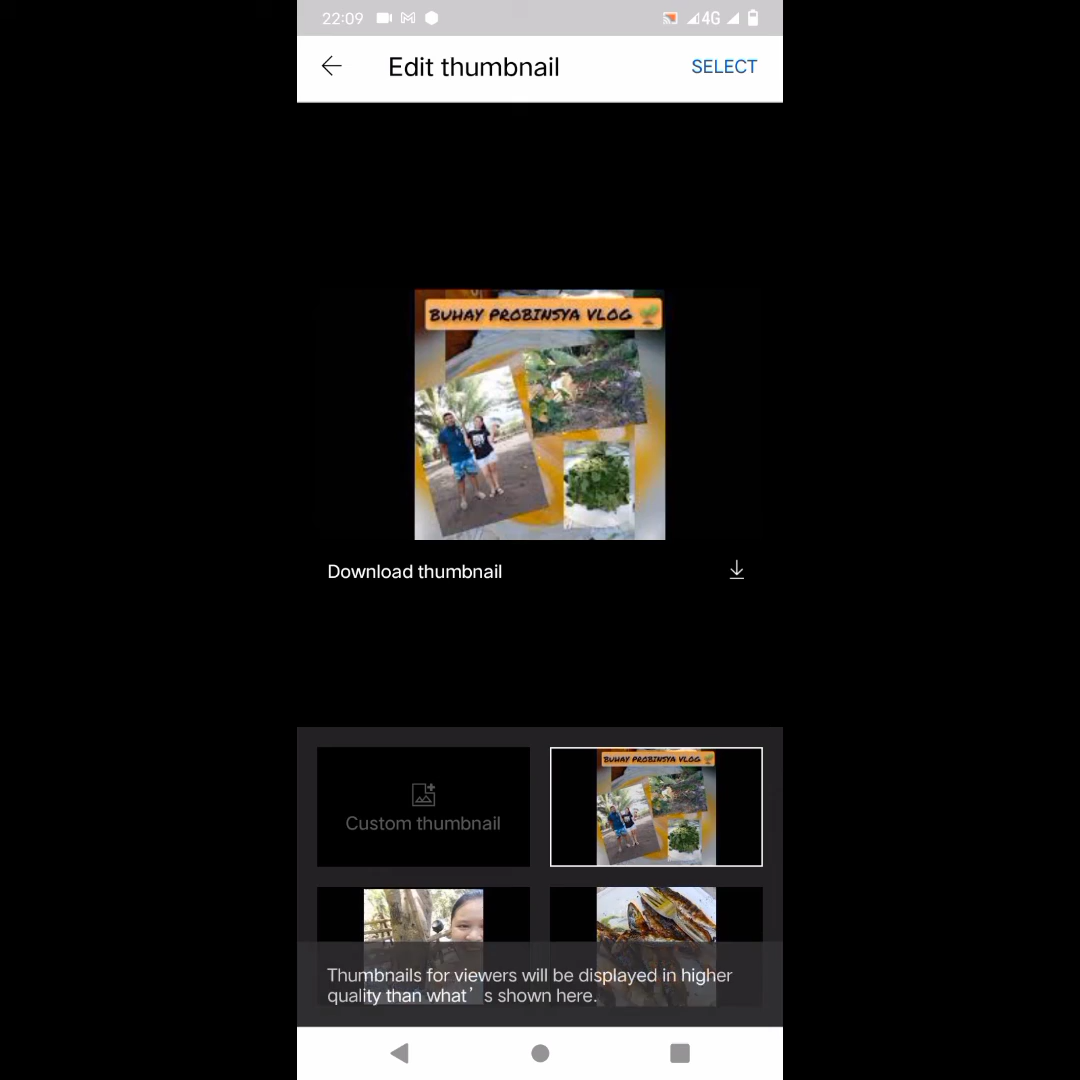 22:09
4G
Edit thumbnail
SELECT
BUHAY PROBINSYA VLOG
Download thumbnail
Custom thumbnail
BUHAY PROBINSYA VLOG
Thumbnails for viewers will be displayed in higher
quality than what’s shown here.